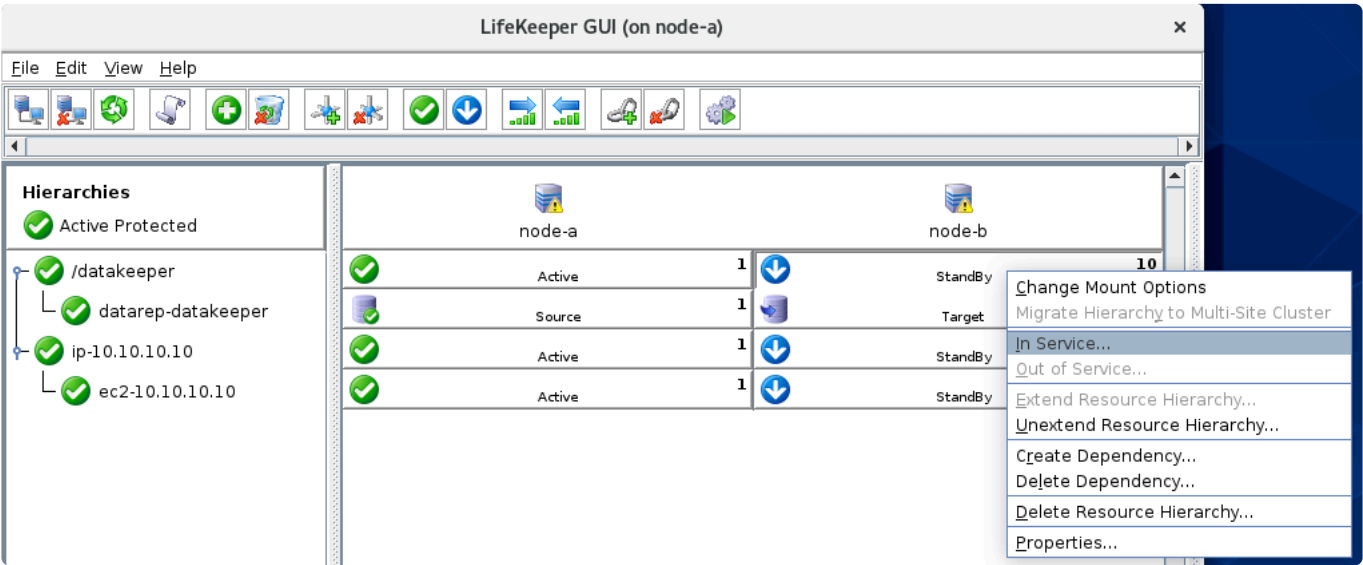 LifeKeeper GUI (on node-a)
File Edit View Help
Hierarchies
Active Protected
node-a
node-b
/datakeeper
1
Active
10
StandBy
datarep-datakeeper
1
Source
Target
ip-10.10.10.10
1
Active
StandBy
ec2-10.10.10.10
1
Active
StandBy
Change Mount Options
Migrate Hierarchy to Multi-Site Cluster
In Service...
Out of Service...
Extend Resource Hierarchy...
Unextend Resource Hierarchy...
Create Dependency...
Delete Dependency...
Delete Resource Hierarchy...
Properties...